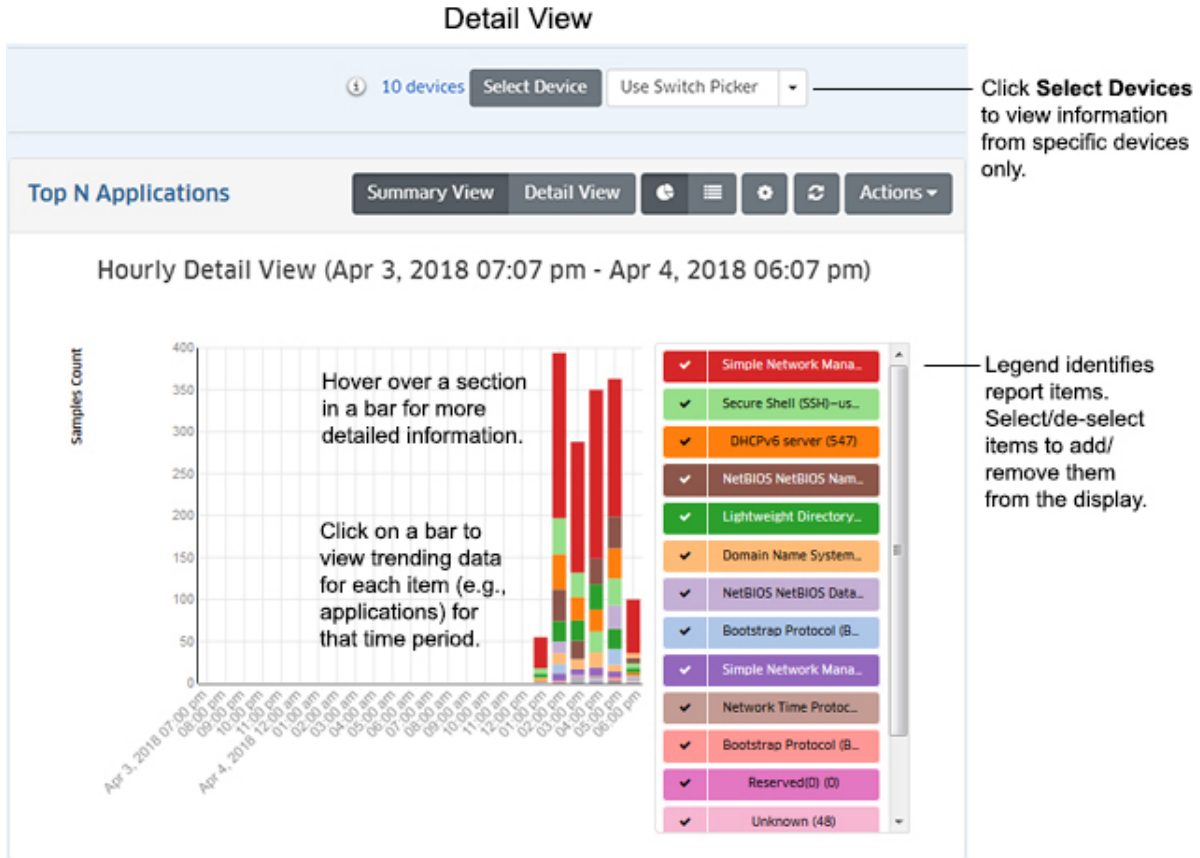 Detail View
10 devices
Select Device
Use Switch Picker
Click Select Devices
to view information
from specific devices
only.
Top N Applications
Summary View
Detail View
Actions
Hourly Detail View (Apr 3, 2018 07:07 pm - Apr 4, 2018 06:07 pm)
Samples Count
400
350
300
250
200
150
100
50
0
Hover over a section
in a bar for more
detailed information.
Click on a bar to
view trending data
for each item (e.g.,
applications) for
that time period.
Apr 3, 2018 07:00 pm
08:00 pm
09:00 pm
10:00 pm
11:00 pm
Apr 4, 2018 12:00 am
01:00 am
02:00 am
03:00 am
04:00 am
05:00 am
06:00 am
07:00 am
08:00 am
09:00 am
10:00 am
11:00 am
12:00 pm
01:00 pm
02:00 pm
03:00 pm
04:00 pm
05:00 pm
06:00 pm
Simple Network Mana...
Secure Shell (SSH)—us...
DHCPv6 server (547)
NetBIOS NetBIOS Nam...
Lightweight Directory...
Domain Name System...
NetBIOS NetBIOS Data...
Bootstrap Protocol (B...
Simple Network Mana...
Network Time Protoc...
Bootstrap Protocol (B...
Reserved(0) (0)
Unknown (48)
Legend identifies
report items.
Select/de-select
items to add/
remove them
from the display.